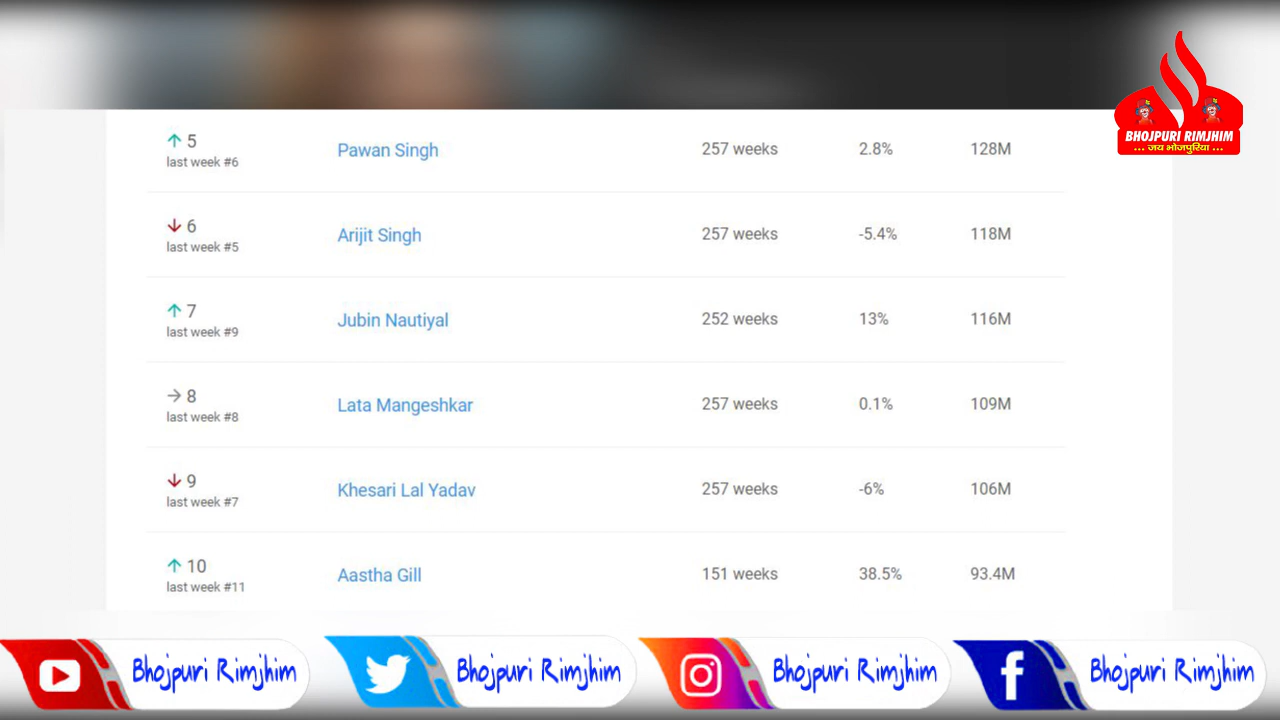 BHOJPURI RIMJHIM
... जय भोजपुरिया ...
↑ 5 Pawan Singh 257 weeks 2.8% 128M
last week #6
↓ 6 Arijit Singh 257 weeks -5.4% 118M
last week #5
↑ 7 Jubin Nautiyal 252 weeks 13% 116M
last week #9
→ 8 Lata Mangeshkar 257 weeks 0.1% 109M
last week #8
↓ 9 Khesari Lal Yadav 257 weeks -6% 106M
last week #7
↑ 10 Aastha Gill 151 weeks 38.5% 93.4M
last week #11
Bhojpuri Rimjhim Bhojpuri Rimjhim Bhojpuri Rimjhim Bhojpuri Rimjhim